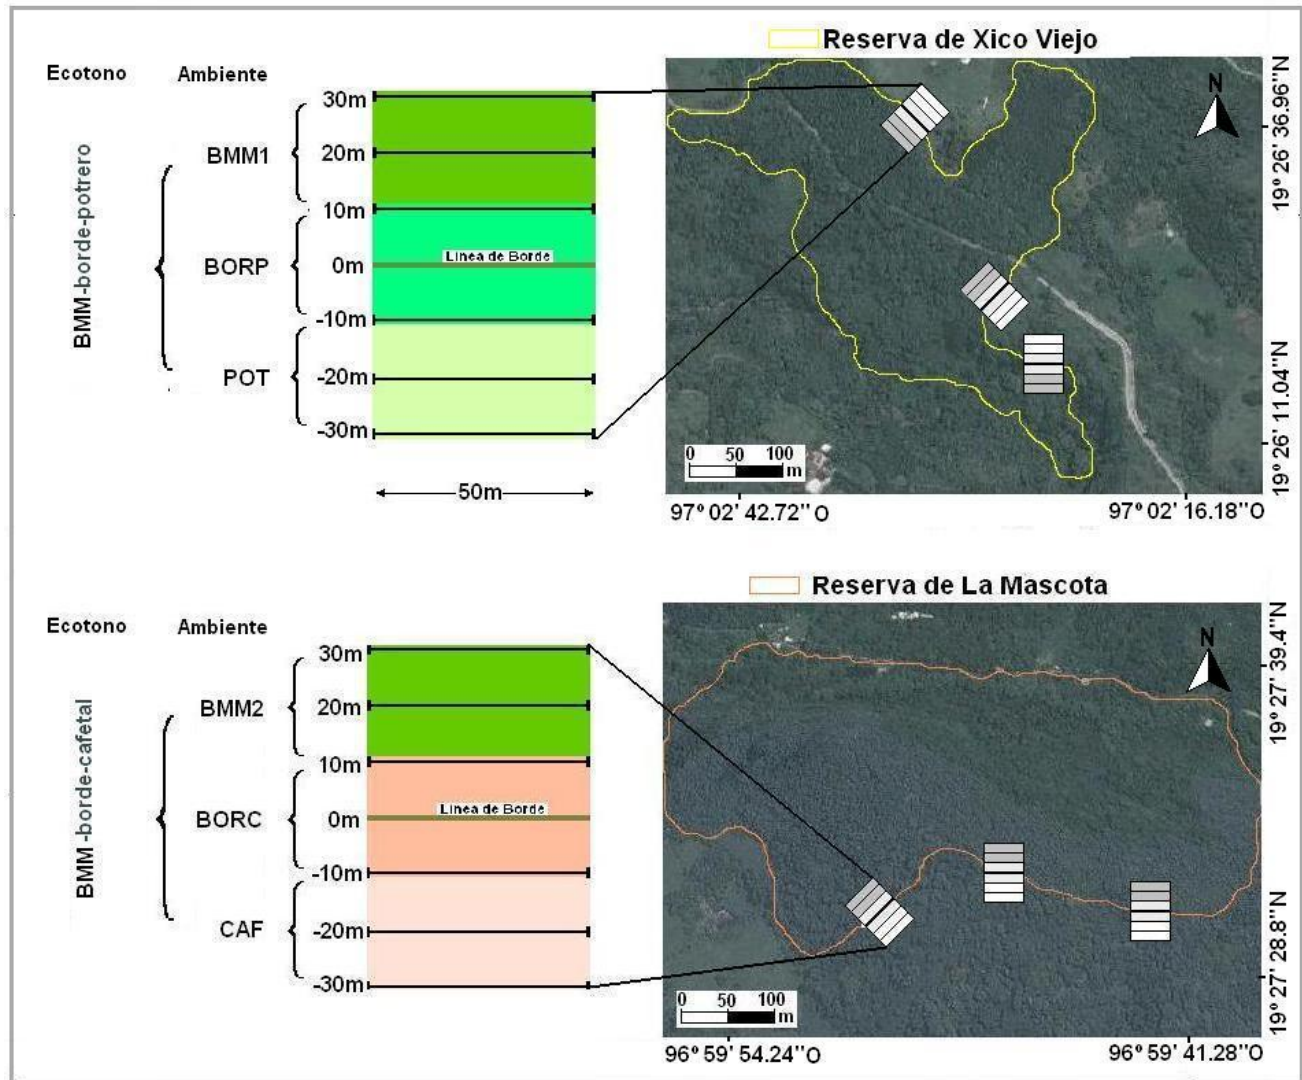 Reserva de Xico Viejo
Ecotono Ambiente
30m
BMM1
20m
10m
BMM-borde-potrero
BORP
Linea de Borde
0m
-10m
POT
-20m
-30m
50m
N
19° 26' 36.96''N
19° 26' 11.04''N
0 50 100
m
97° 02' 42.72''O 97° 02' 16.18''O
Reserva de La Mascota
Ecotono Ambiente
30m
BMM2
20m
10m
BMM -borde-cafetal
BORC
Linea de Borde
0m
-10m
CAF
-20m
-30m
N
19° 27' 39.4''N
19° 27' 28.8''N
0 50 100
m
96° 59' 54.24''O 96° 59' 41.28''O